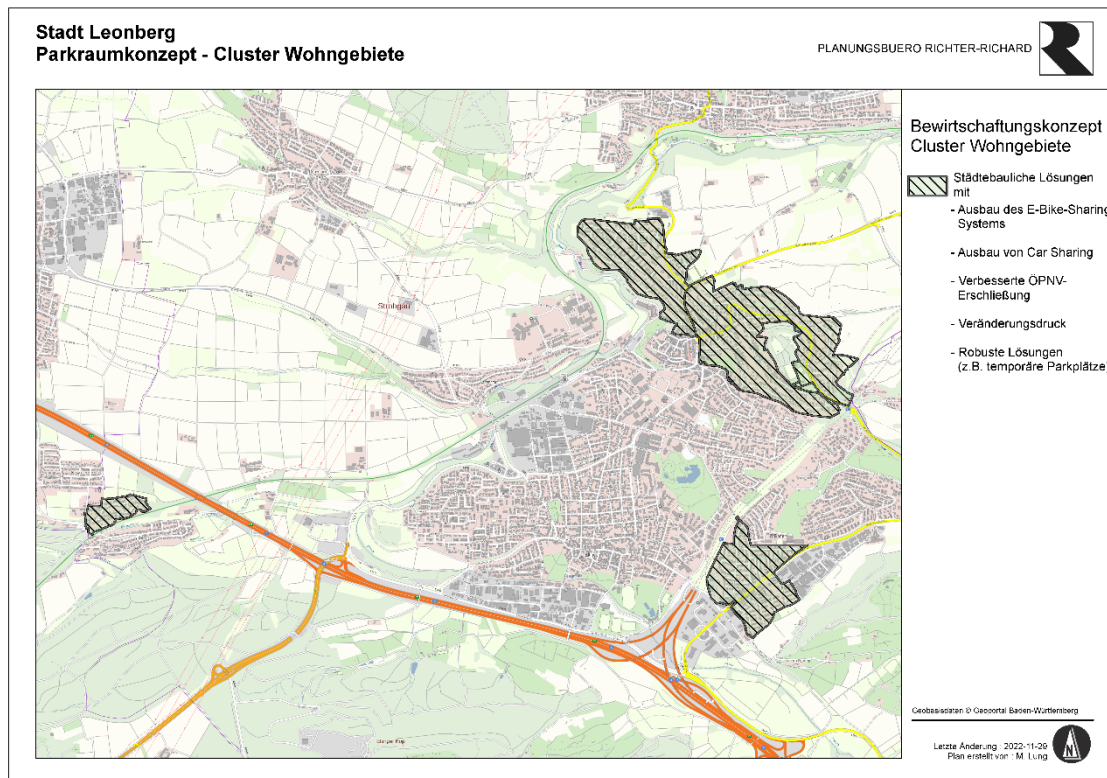 Stadt Leonberg
Parkraumkonzept - Cluster Wohngebiete
PLANUNGSBUERO RICHTER-RICHARD
Bewirtschaftungskonzept
Cluster Wohngebiete
Städtebauliche Lösungen
mit
- Ausbau des E-Bike-Sharing
Systems
- Ausbau von Car Sharing
- Verbesserte ÖPNV-
Erschließung
- Veränderungsdruck
- Robuste Lösungen
(z.B. temporäre Parkplätze)
Strohgäu
Geobasisdaten © Geoportal Baden-Württemberg
Letzte Änderung : 2022-11-29
Plan erstellt von : M. Lung
N